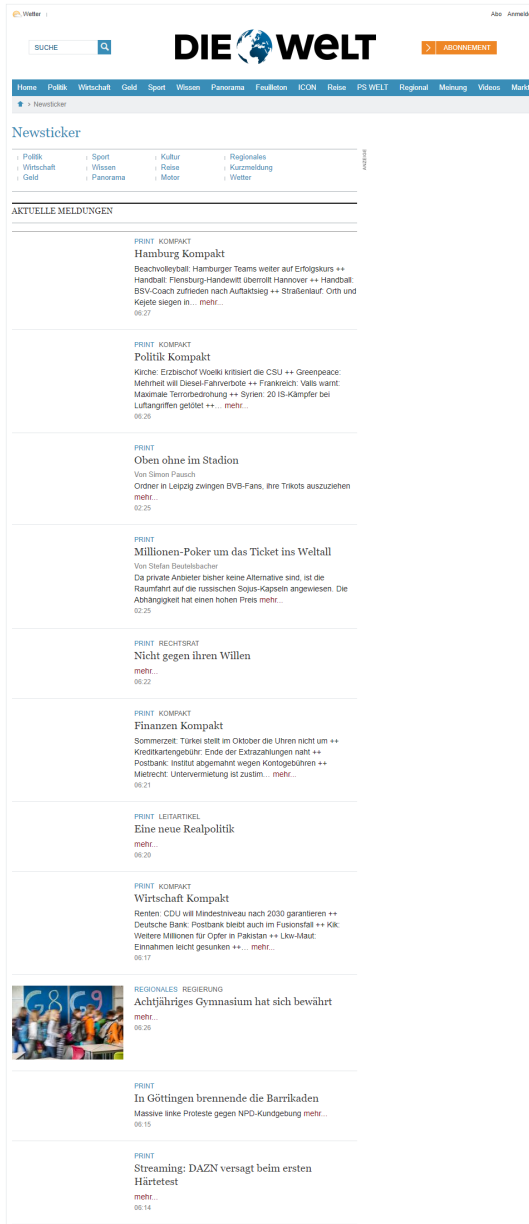 Wetter
Abo Anmelde
SUCHE
DIE WELT
ABONNEMENT
Home Politik Wirtschaft Geld Sport Wissen Panorama Feuilleton ICON Reise PS WELT Regional Meinung Videos Markt
Newsticker
Newsticker
Politik Sport Kultur Regionales
Wirtschaft Wissen Reise Kurzmeldung
Geld Panorama Motor Wetter
ANZEIGE
AKTUELLE MELDUNGEN
PRINT KOMPAKT
Hamburg Kompakt
Beachvolleyball: Hamburger Teams weiter auf Erfolgskurs ++
Handball: Flensburg-Handewitt überrollt Hannover ++ Handball:
BSV-Coach zufrieden nach Auftaktsieg ++ Straßenlauf: Orth und
Kejete siegen in... mehr...
06:27
PRINT KOMPAKT
Politik Kompakt
Kirche: Erzbischof Woelki kritisiert die CSU ++ Greenpeace:
Mehrheit will Diesel-Fahrverbote ++ Frankreich: Valls warnt:
Maximale Terrorbedrohung ++ Syrien: 20 IS-Kämpfer bei
Luftangriffen getötet ++... mehr...
06:26
PRINT
Oben ohne im Stadion
Von Simon Pausch
Ordner in Leipzig zwingen BVB-Fans, ihre Trikots auszuziehen
mehr...
02:25
PRINT
Millionen-Poker um das Ticket ins Weltall
Von Stefan Beutelsbacher
Da private Anbieter bisher keine Alternative sind, ist die
Raumfahrt auf die russischen Sojus-Kapseln angewiesen. Die
Abhängigkeit hat einen hohen Preis mehr...
02:25
PRINT RECHTSRAT
Nicht gegen ihren Willen
mehr...
06:22
PRINT KOMPAKT
Finanzen Kompakt
Sommerzeit: Türkei stellt im Oktober die Uhren nicht um ++
Kreditkartengebühr: Ende der Extrazahlungen naht ++
Postbank: Institut abgemahnt wegen Kontogebühren ++
Mietrecht: Untervermietung ist zustim... mehr...
06:21
PRINT LEITARTIKEL
Eine neue Realpolitik
mehr...
06:20
PRINT KOMPAKT
Wirtschaft Kompakt
Renten: CDU will Mindestniveau nach 2030 garantieren ++
Deutsche Bank: Postbank bleibt auch im Fusionsfall ++ Kik:
Weitere Millionen für Opfer in Pakistan ++ Lkw-Maut:
Einnahmen leicht gesunken ++... mehr...
06:17
G8 G9
REGIONALES REGIERUNG
Achtjähriges Gymnasium hat sich bewährt
mehr...
06:26
PRINT
In Göttingen brennende die Barrikaden
Massive linke Proteste gegen NPD-Kundgebung mehr...
06:15
PRINT
Streaming: DAZN versagt beim ersten
Härtetest
mehr...
06:14